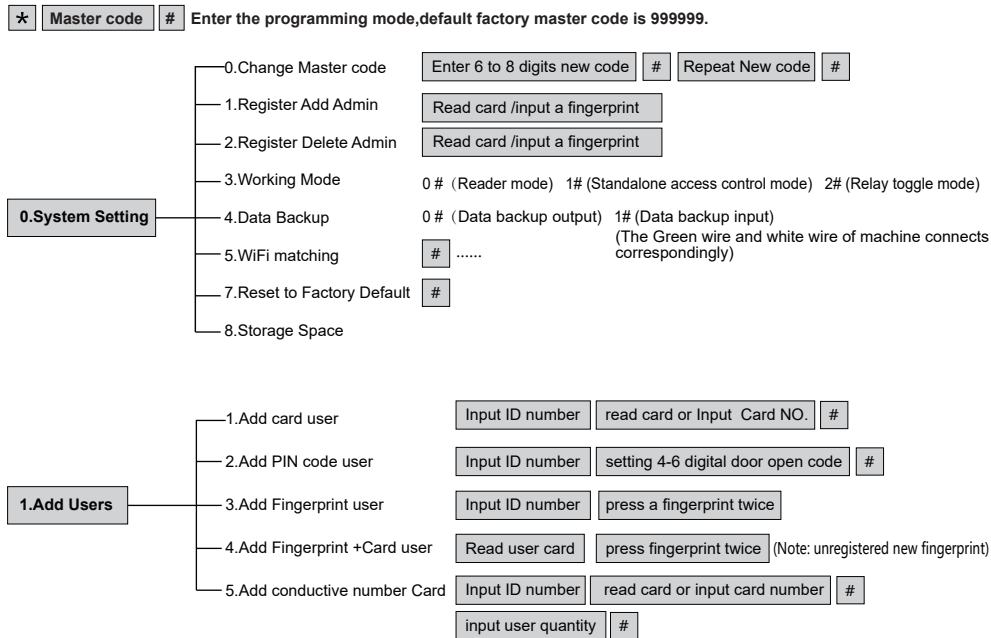 * Master code # Enter the programming mode,default factory master code is 999999.
0.System Setting
0.Change Master code Enter 6 to 8 digits new code # Repeat New code #
1.Register Add Admin Read card /input a fingerprint
2.Register Delete Admin Read card /input a fingerprint
3.Working Mode 0 #（Reader mode) 1# (Standalone access control mode) 2# (Relay toggle mode)
4.Data Backup 0 #（Data backup output) 1# (Data backup input)
(The Green wire and white wire of machine connects
correspondingly)
5.WiFi matching # ......
7.Reset to Factory Default #
8.Storage Space
1.Add Users
1.Add card user Input ID number read card or Input Card NO. #
2.Add PIN code user Input ID number setting 4-6 digital door open code #
3.Add Fingerprint user Input ID number press a fingerprint twice
4.Add Fingerprint +Card user Read user card press fingerprint twice (Note: unregistered new fingerprint)
5.Add conductive number Card Input ID number read card or input card number #
input user quantity #